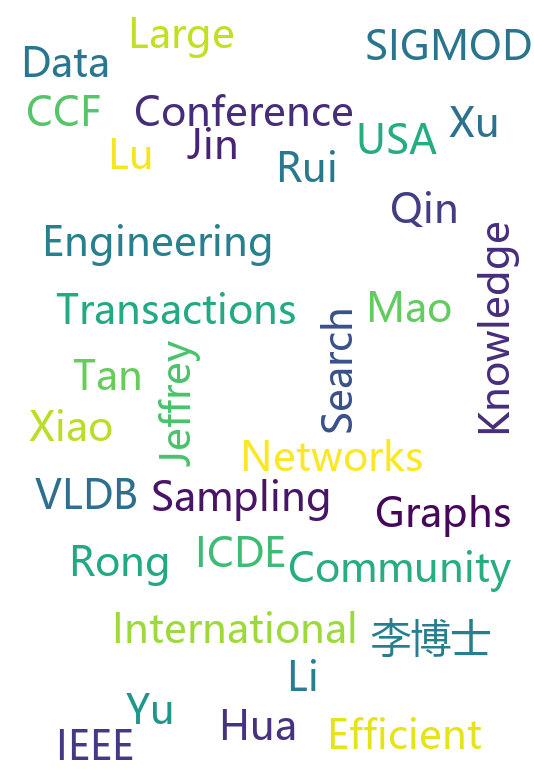 Large
SIGMOD
Data
CCF
Conference
Xu
USA
Jin
Lu
Rui
Qin
Engineering
Knowledge
Transactions
Mao
Search
Tan
Jeffrey
Xiao
Networks
VLDB
Sampling
Graphs
ICDE
Rong
Community
International
李博士
Li
Yu
Hua
Efficient
IEEE